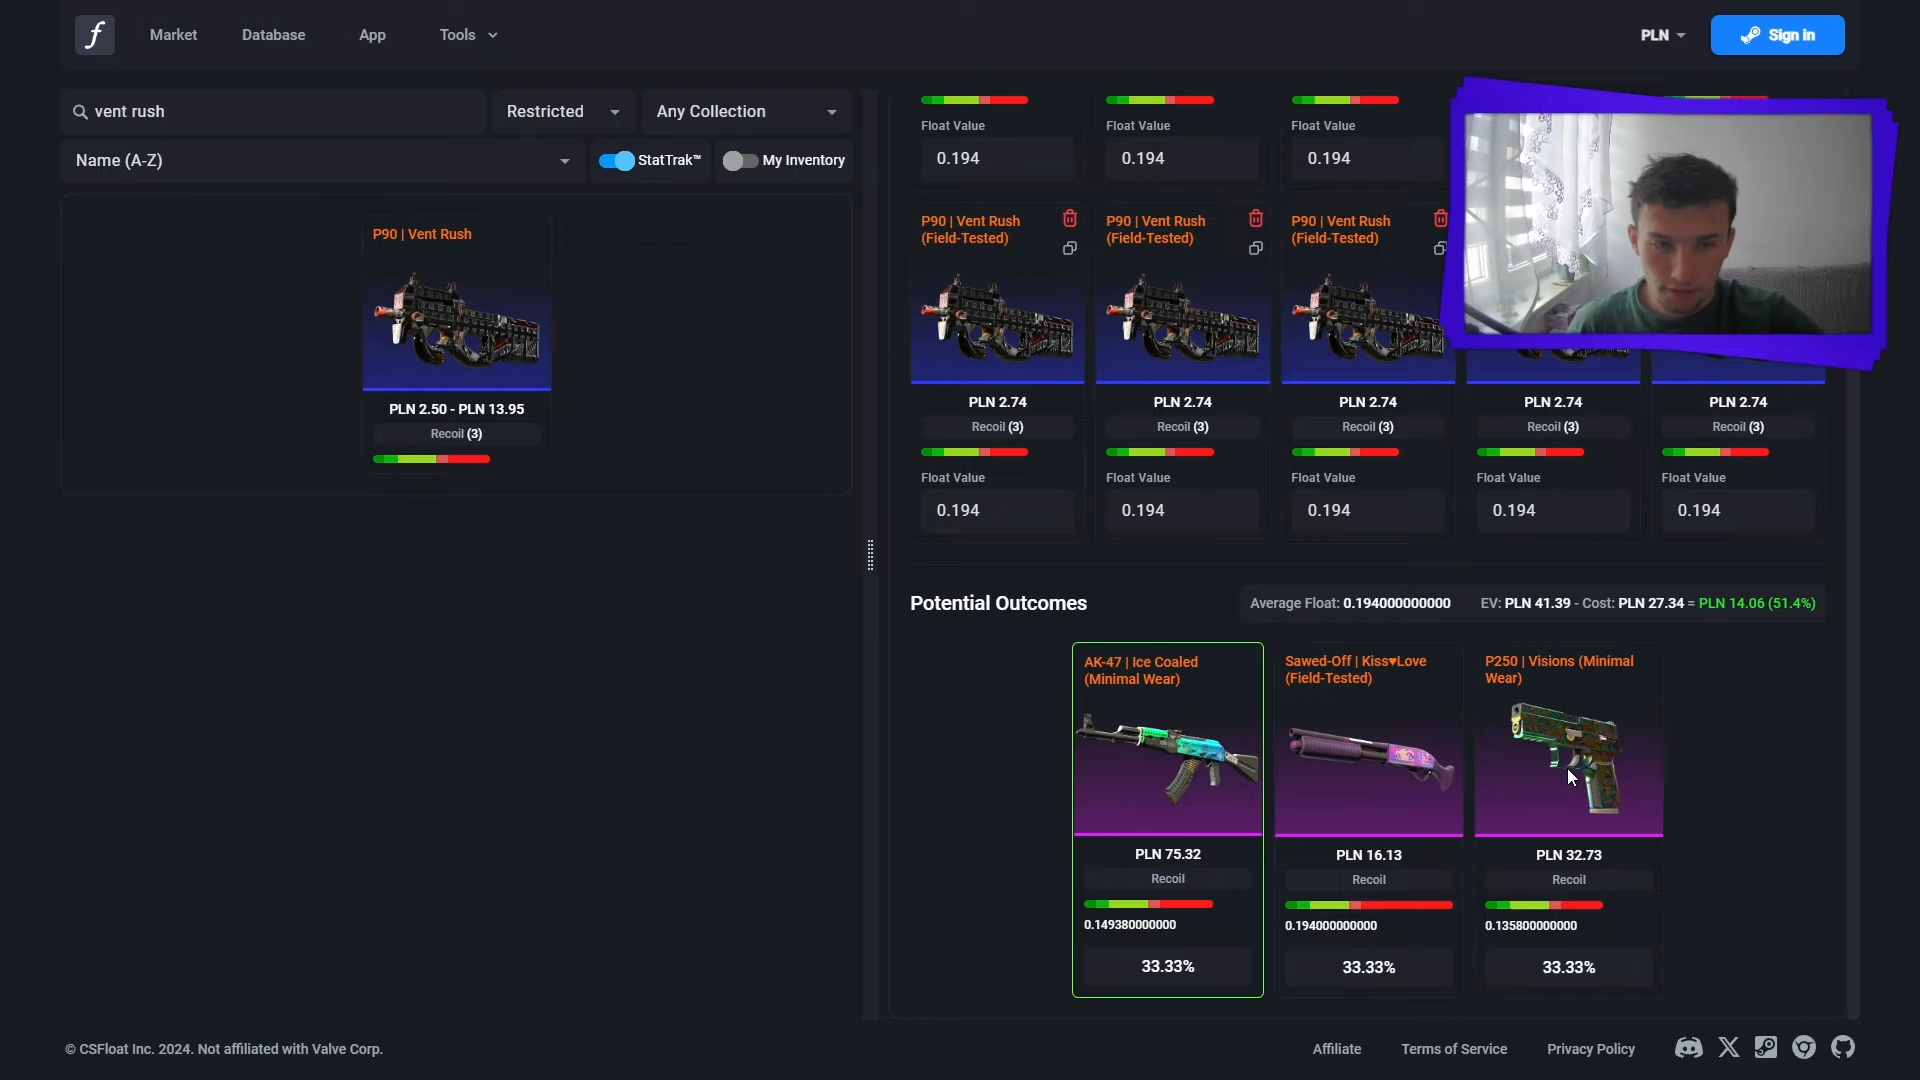 f
Market
Database
App
Tools
PLN
Sign in
vent rush
Restricted
Any Collection
Name (A-Z)
StatTrak™
My Inventory
P90 | Vent Rush
PLN 2.50 - PLN 13.95
Recoil (3)
Float Value
Float Value
Float Value
0.194
0.194
0.194
P90 | Vent Rush
(Field-Tested)
P90 | Vent Rush
(Field-Tested)
P90 | Vent Rush
(Field-Tested)
PLN 2.74
PLN 2.74
PLN 2.74
PLN 2.74
PLN 2.74
Recoil (3)
Recoil (3)
Recoil (3)
Recoil (3)
Recoil (3)
Float Value
Float Value
Float Value
Float Value
Float Value
0.194
0.194
0.194
0.194
0.194
Potential Outcomes
Average Float: 0.194000000000
EV: PLN 41.39 - Cost: PLN 27.34 = PLN 14.06 (51.4%)
AK-47 | Ice Coaled
(Minimal Wear)
PLN 75.32
Recoil
0.149380000000
33.33%
Sawed-Off | Kiss♥Love
(Field-Tested)
PLN 16.13
Recoil
0.194000000000
33.33%
P250 | Visions (Minimal
Wear)
PLN 32.73
Recoil
0.135800000000
33.33%
© CSFloat Inc. 2024. Not affiliated with Valve Corp.
Affiliate
Terms of Service
Privacy Policy